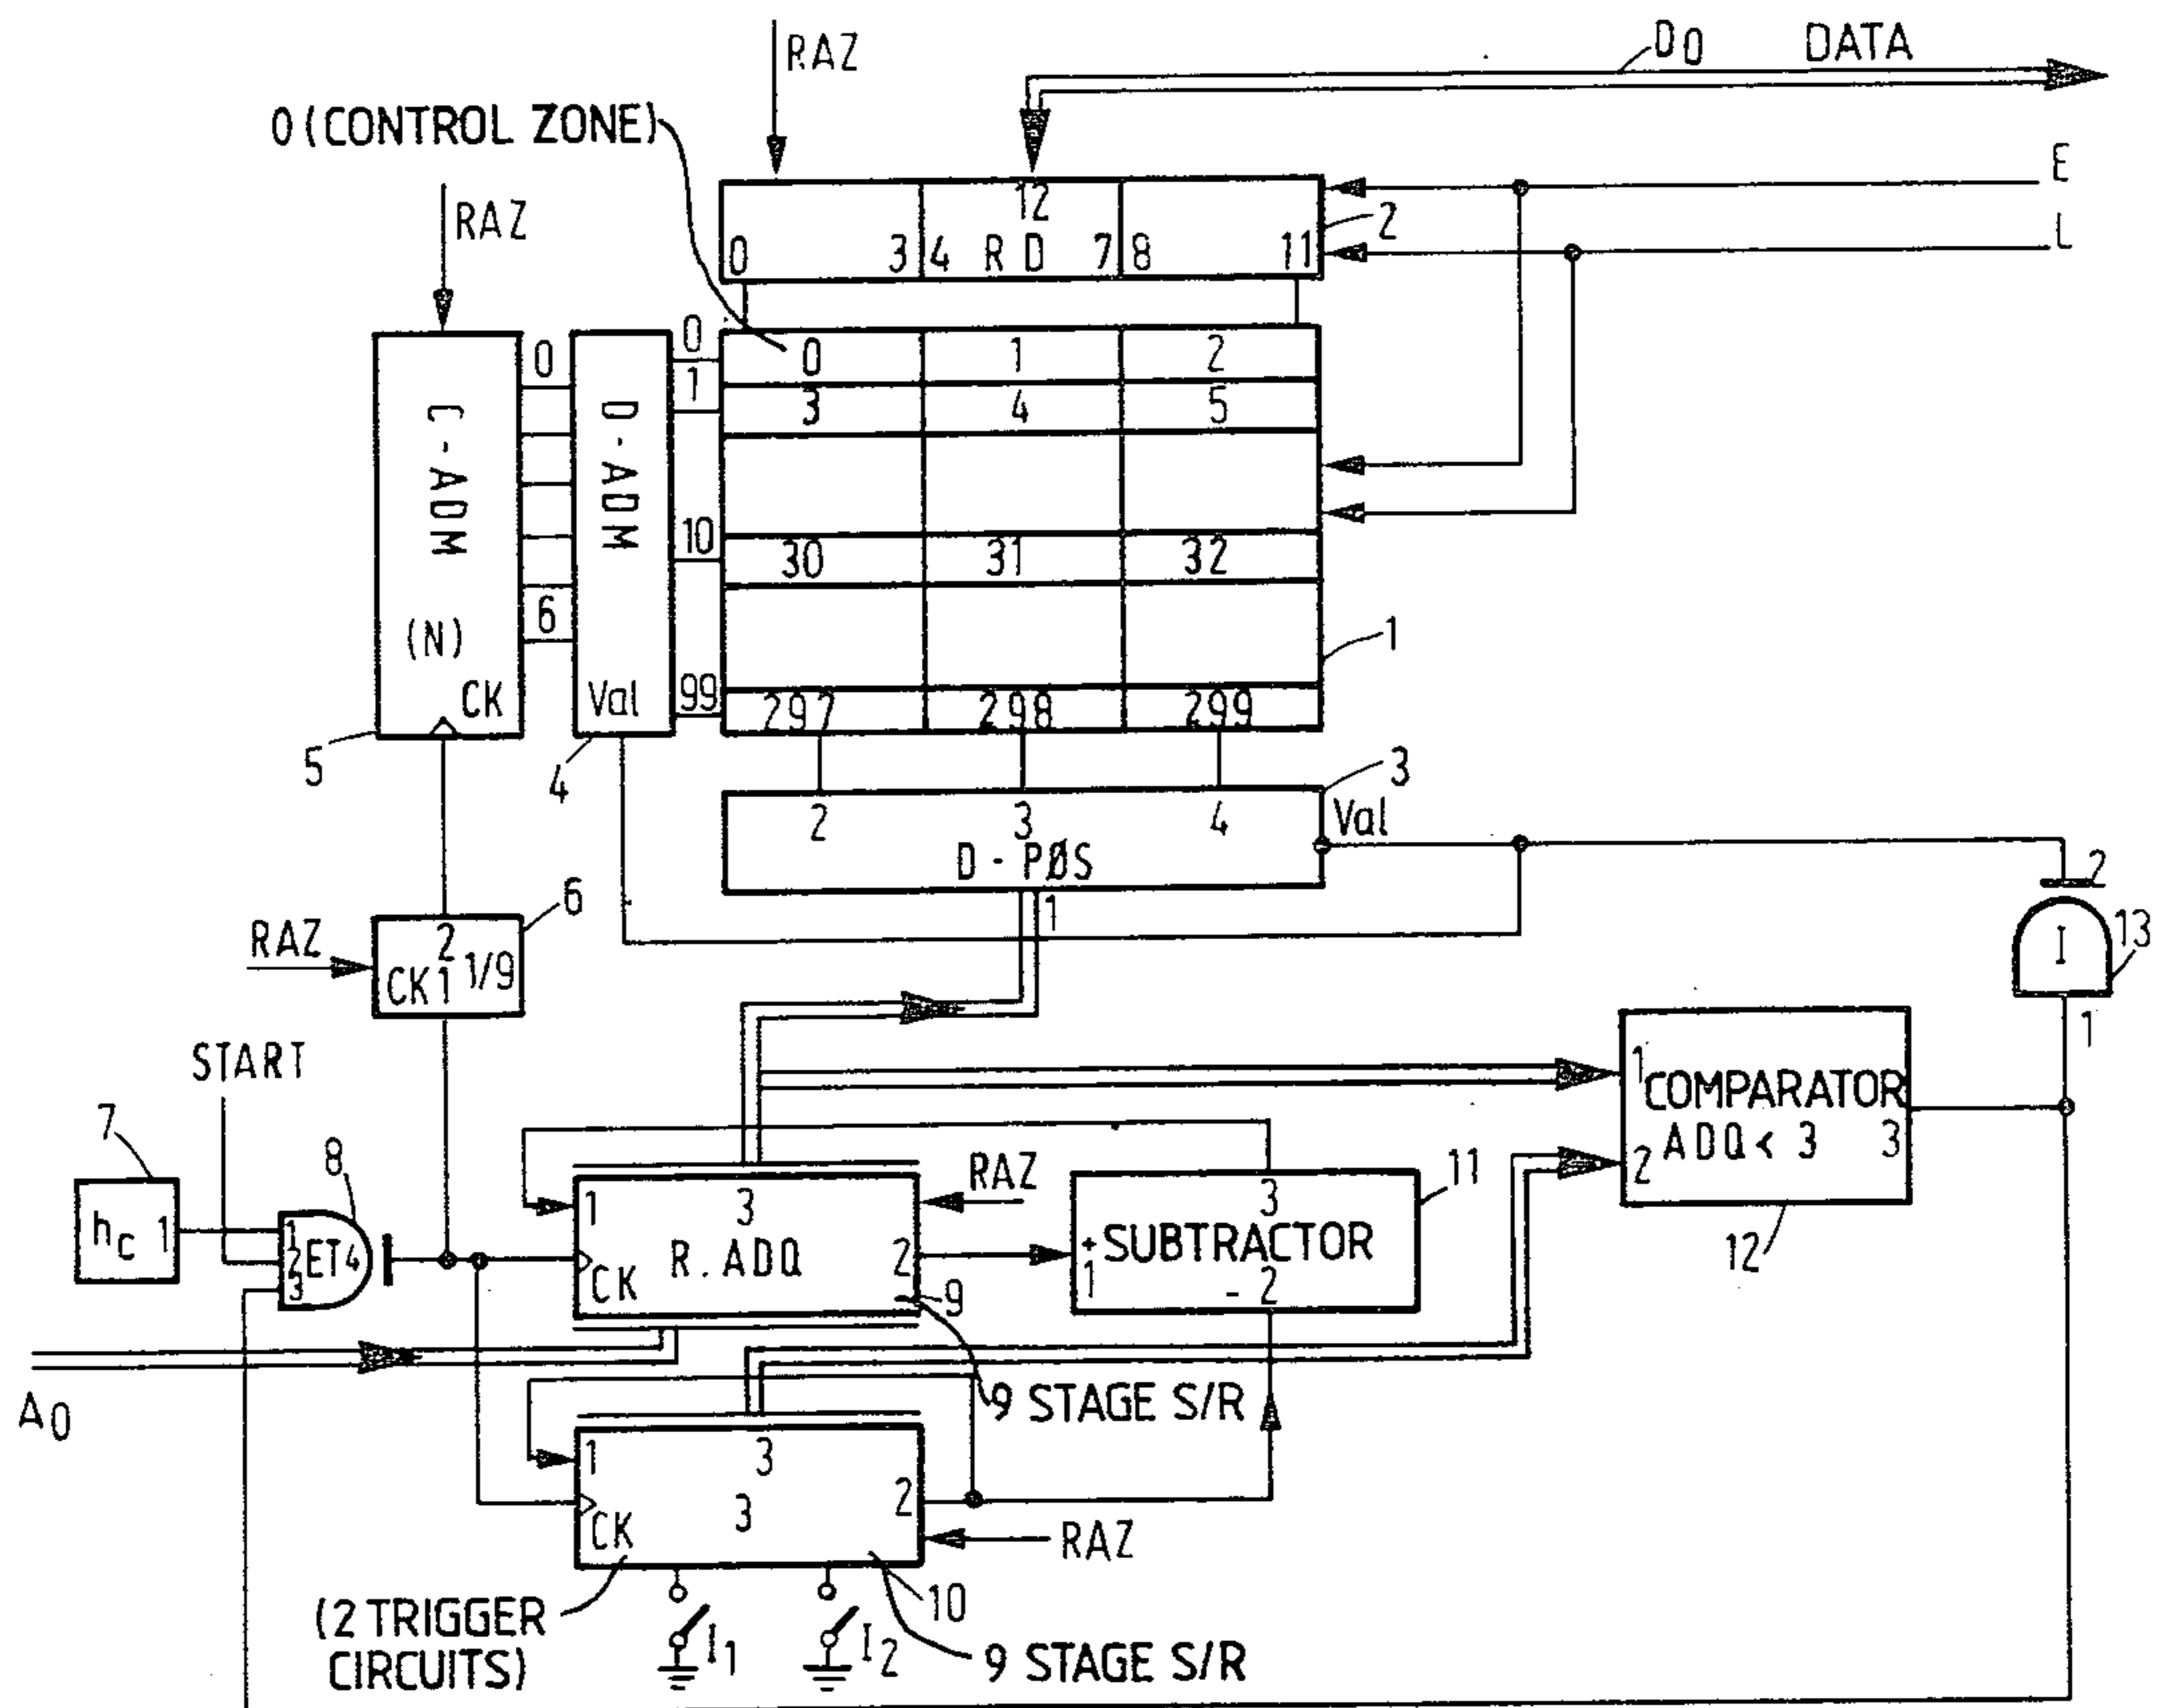 RAZ
D0 DATA
0 (CONTROL ZONE)
E
L
RAZ
12
2
0 3 4 R D 7 8 11
C-ADM
(N)
CK
0
6
D-ADM
Val
0
1
10
99
0 1 2
3 4 5
30 31 32
297 298 299
1
5
4
3
2 3 4
D-PØS
1
Val
2
I
13
1
6
RAZ
2
CK1 1/9
START
7
hc 1
8
1
2 ET4
3
1 3
CK R.ADQ 2
9
RAZ
3
+ SUBTRACTOR
1 - 2
11
1 COMPARATOR
2 ADQ < 3 3
12
A0
9 STAGE S/R
1 3
3 2
CK
RAZ
10
(2 TRIGGER
CIRCUITS)
I1
I2
9 STAGE S/R